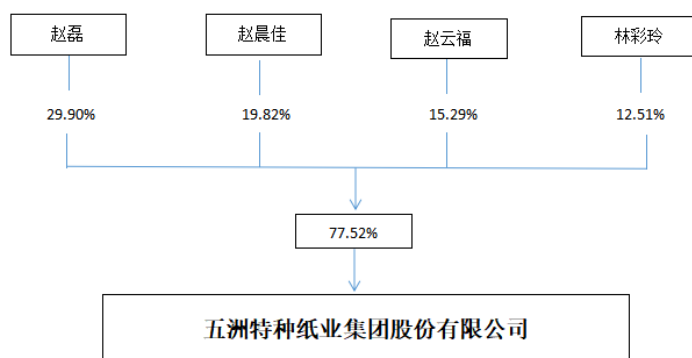 赵磊
赵晨佳
赵云福
林彩玲
29.90%
19.82%
15.29%
12.51%
77.52%
五洲特种纸业集团股份有限公司